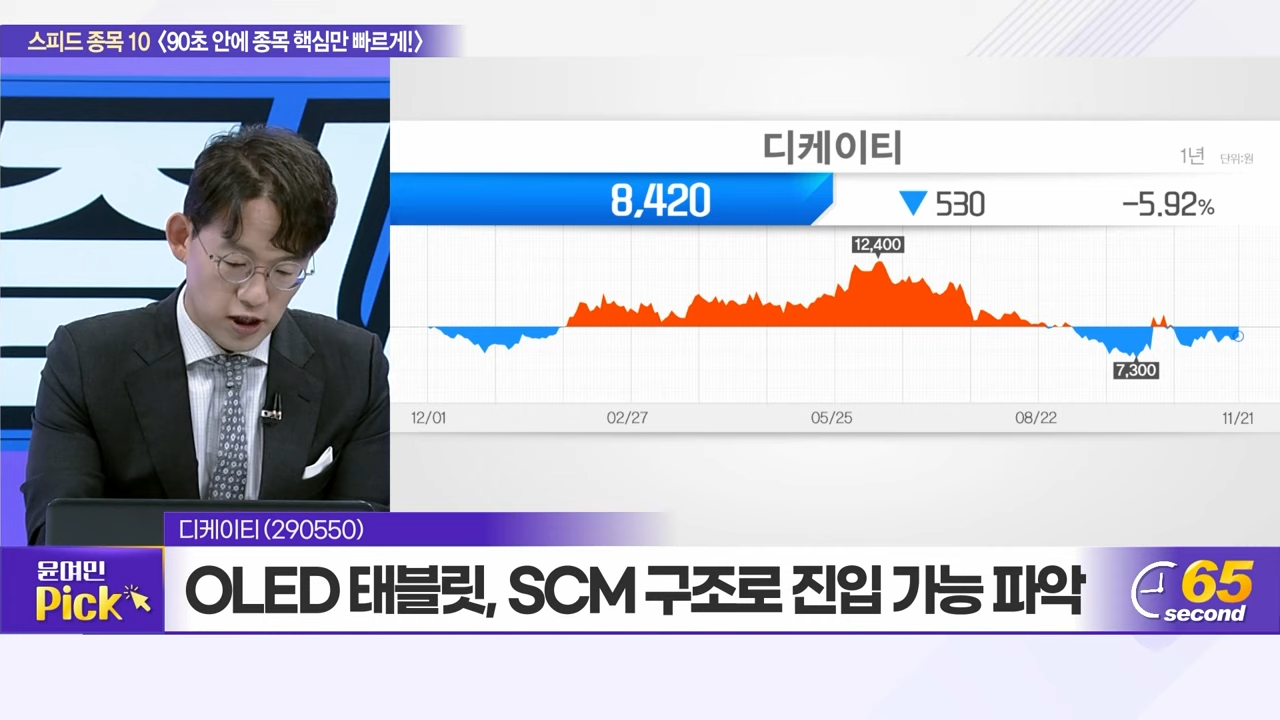 스피드 종목 10 〈90초 안에 종목 핵심만 빠르게!〉
디케이티
1년 단위:원
8,420 ▼ 530 -5.92%
12,400
7,300
12/01 02/27 05/25 08/22 11/21
디케이티(290550)
윤여민
Pick
OLED 태블릿, SCM 구조로 진입 가능 파악
65
second